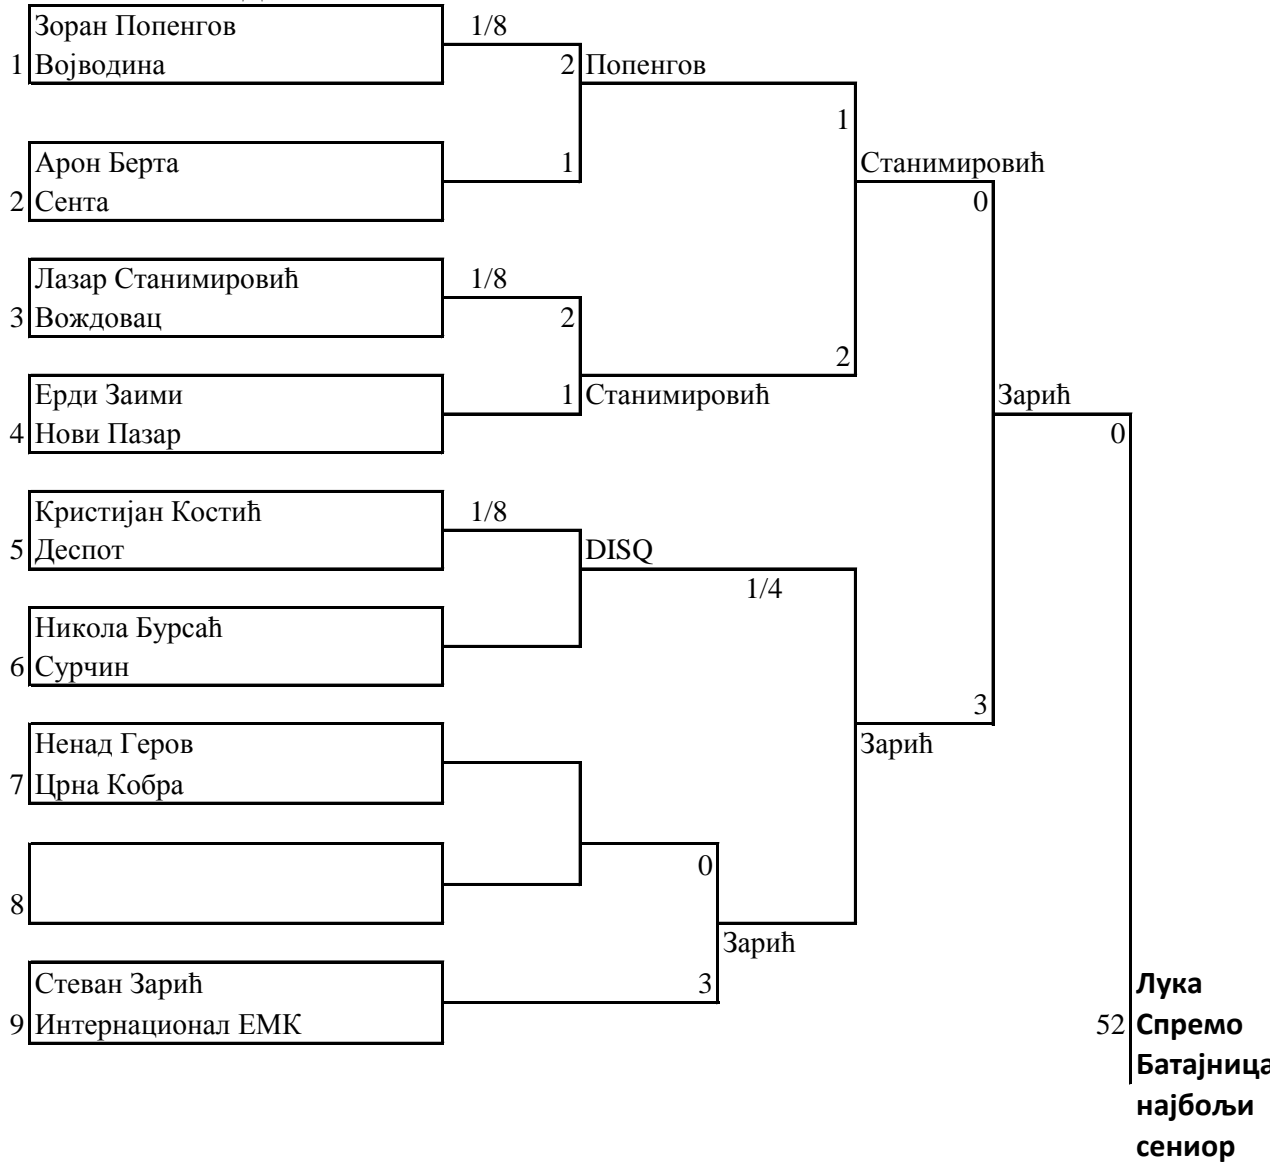 Зоран Попенгов 1/8
1 Војводина 2 Попенгов
1
Арон Берта 1 Станимировић
2 Сента 0
Лазар Станимировић 1/8
3 Вождовац 2
2
Ерди Заими 1 Станимировић Зарић
4 Нови Пазар 0
Кристијан Костић 1/8
5 Деспот DISQ
1/4
Никола Бурсаћ
6 Сурчин
3
Ненад Геров Зарић
7 Црна Кобра
0
8
Зарић
Стеван Зарић 3 Лука
9 Интернационал ЕМК 52 Спремо
Батајница
најбољи
сениор